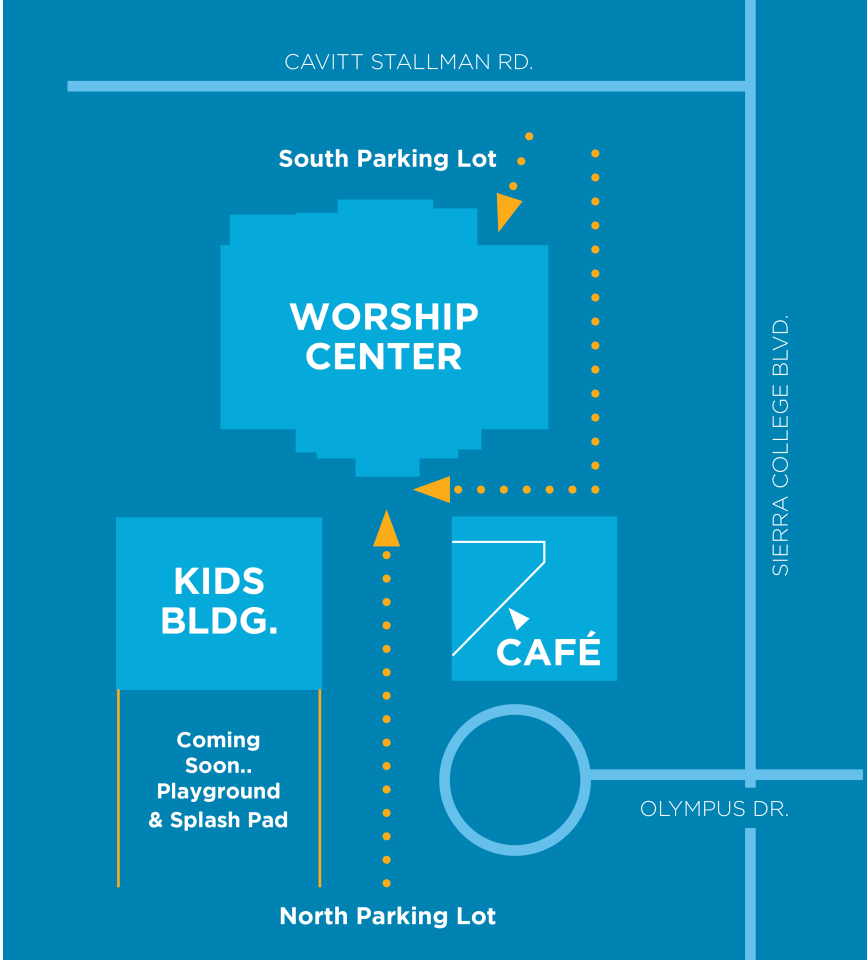 CAVITT STALLMAN RD.
South Parking Lot
WORSHIP
CENTER
SIERRA COLLEGE BLVD.
KIDS
BLDG.
CAFÉ
Coming
Soon..
Playground
& Splash Pad
OLYMPUS DR.
North Parking Lot